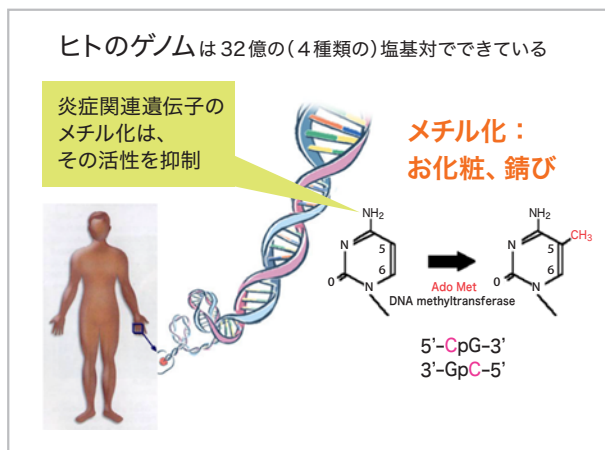 ヒトのゲノムは32億の(4種類の)塩基対でできている
炎症関連遺伝子の
メチル化は、
その活性を抑制
メチル化：
お化粧、錆び
NH₂
N
5
6
0
N
Ado Met
DNA methyltransferase
NH₂
CH₃
N
5
6
0
N
5'–CpG–3'
3'–GpC–5'